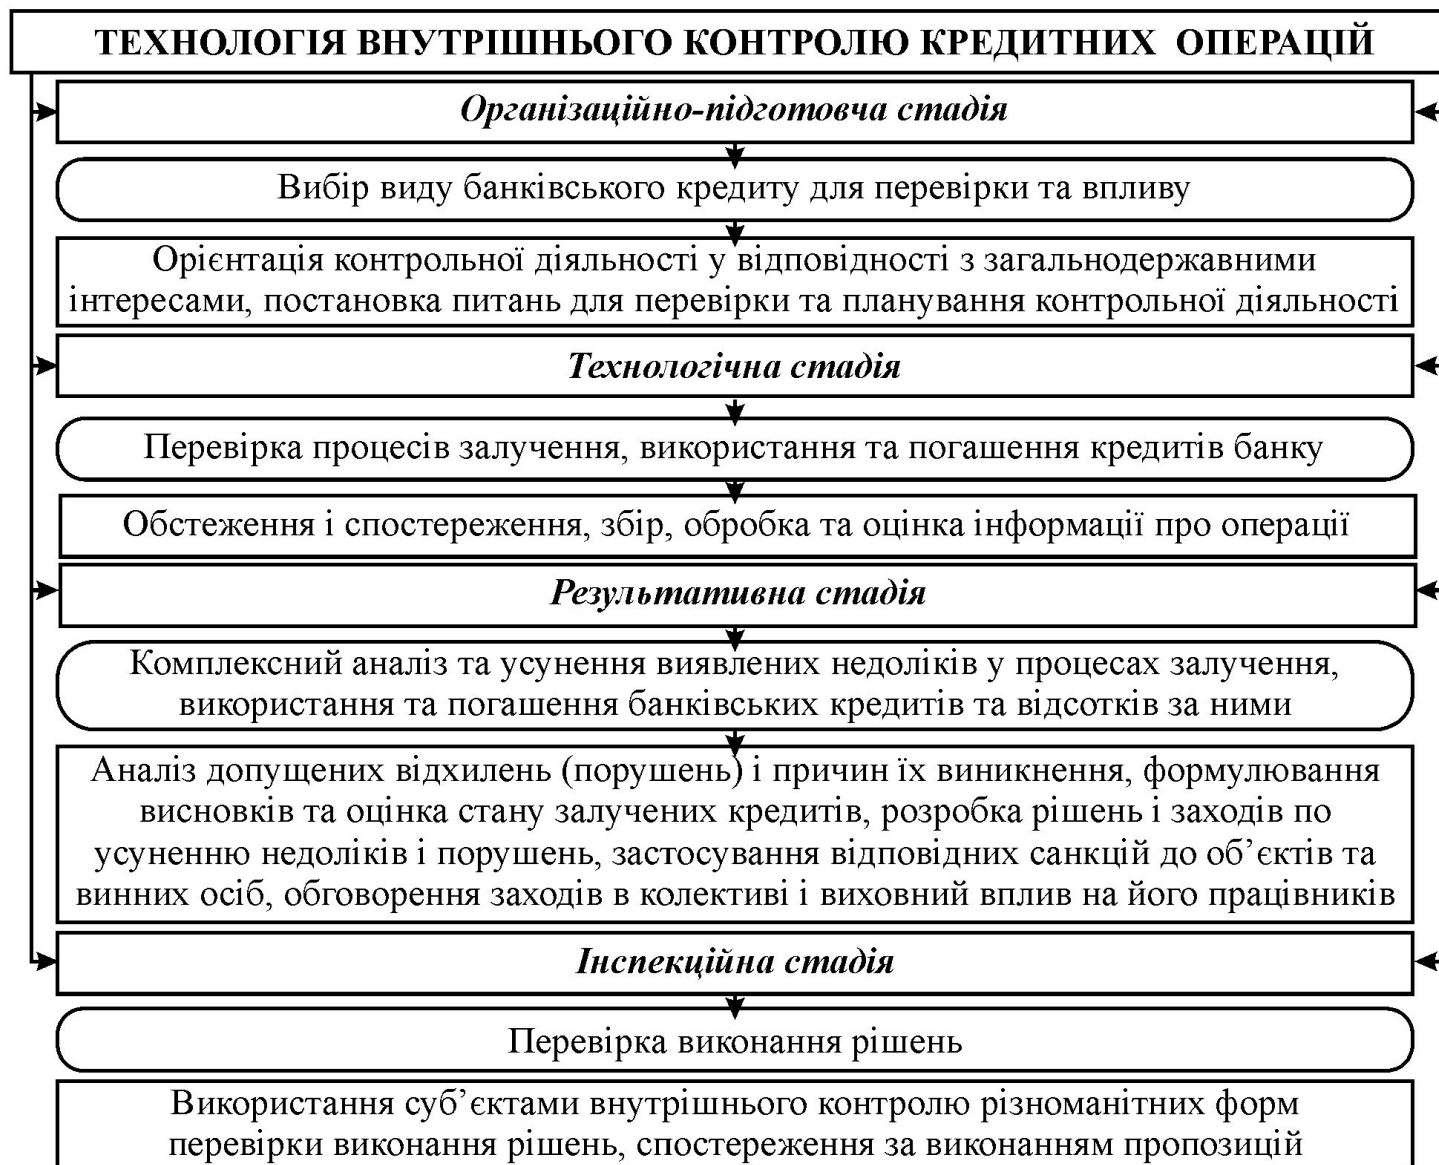 ТЕХНОЛОГІЯ ВНУТРІШНЬОГО КОНТРОЛЮ КРЕДИТНИХ ОПЕРАЦІЙ
Організаційно-підготовча стадія
Вибір виду банківського кредиту для перевірки та впливу
Орієнтація контрольної діяльності у відповідності з загальнодержавними
інтересами, постановка питань для перевірки та планування контрольної діяльності
Технологічна стадія
Перевірка процесів залучення, використання та погашення кредитів банку
Обстеження і спостереження, збір, обробка та оцінка інформації про операції
Результативна стадія
Комплексний аналіз та усунення виявлених недоліків у процесах залучення,
використання та погашення банківських кредитів та відсотків за ними
Аналіз допущених відхилень (порушень) і причин їх виникнення, формулювання
висновків та оцінка стану залучених кредитів, розробка рішень і заходів по
усуненню недоліків і порушень, застосування відповідних санкцій до об’єктів та
винних осіб, обговорення заходів в колективі і виховний вплив на його працівників
Інспекційна стадія
Перевірка виконання рішень
Використання суб’єктами внутрішнього контролю різноманітних форм
перевірки виконання рішень, спостереження за виконанням пропозицій